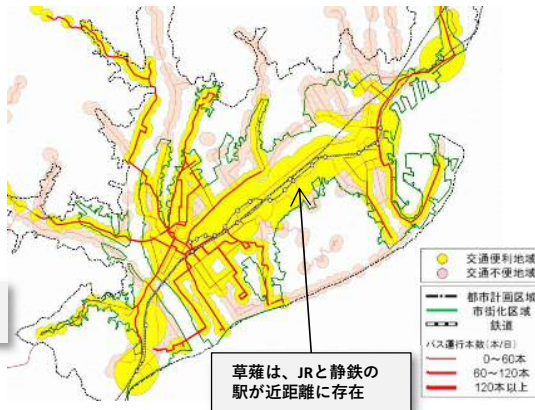 交通便利地域
交通不便地域
都市計画区域
市街化区域
鉄道
バス運行本数(本/日)
0～60本
60～120本
120本以上
草薙は、JRと静鉄の
駅が近距離に存在